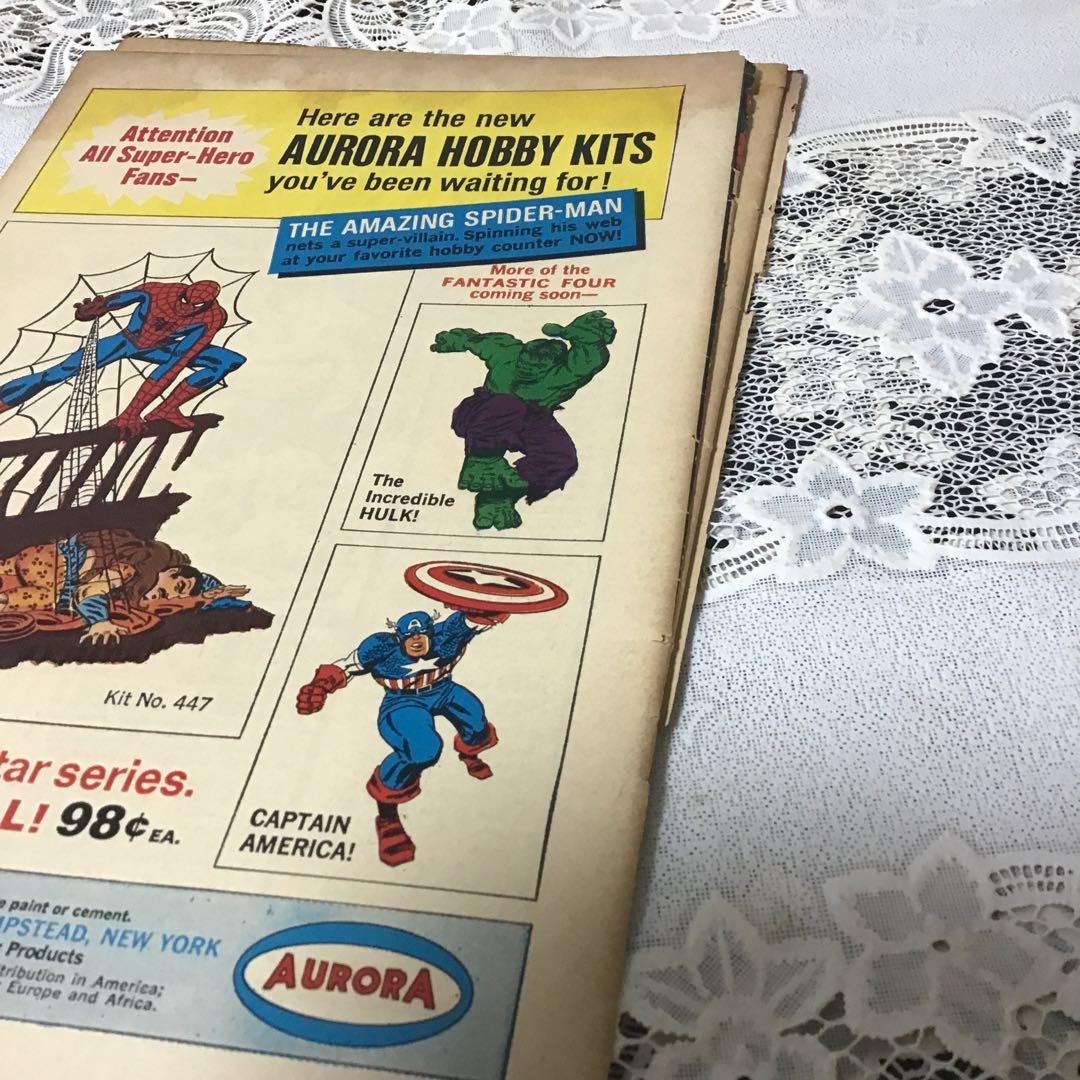 Attention
All Super-Hero
Fans—
Here are the new
AURORA HOBBY KITS
you've been waiting for!
THE AMAZING SPIDER-MAN
nets a super-villain. Spinning his web
at your favorite hobby counter NOW!
More of the
FANTASTIC FOUR
coming soon—
The
Incredible
HULK!
Kit No. 447
CAPTAIN
AMERICA!
tar series.
L! 98¢ EA.
paint or cement.
MPSTEAD, NEW YORK
Products
tribution in America;
Europe and Africa.
AURORA
A